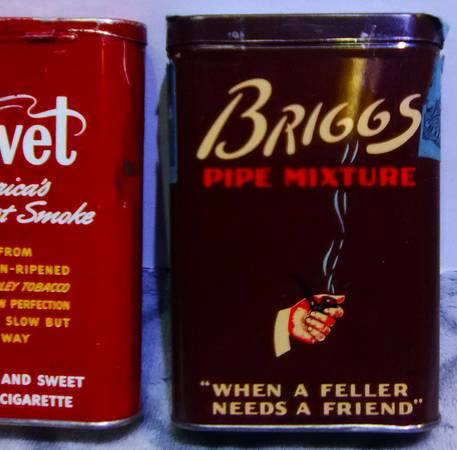 vet
rica's
t Smoke
FROM
N-RIPENED
LEY TOBACCO
PERFECTION
SLOW BUT
WAY
AND SWEET
CIGARETTE
BRIGGS
PIPE MIXTURE
"WHEN A FELLER
NEEDS A FRIEND"